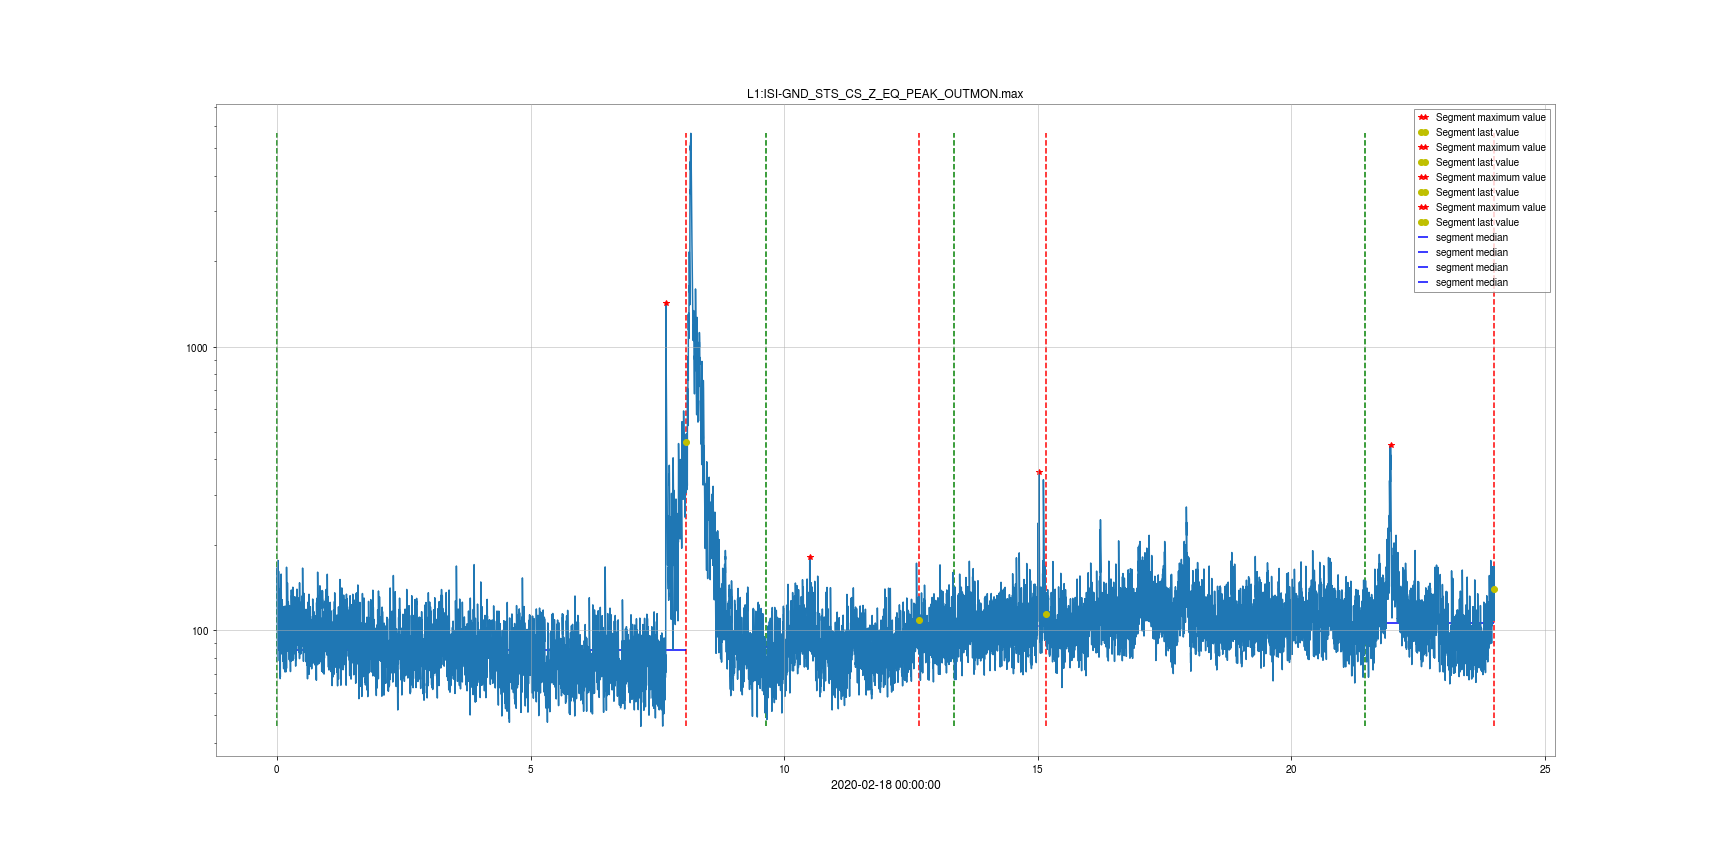 L1:ISI-GND_STS_CS_Z_EQ_PEAK_OUTMON.max
Segment maximum value
Segment last value
Segment maximum value
Segment last value
Segment maximum value
Segment last value
Segment maximum value
Segment last value
segment median
segment median
segment median
segment median
1000
100
0 5 10 15 20 25
2020-02-18 00:00:00